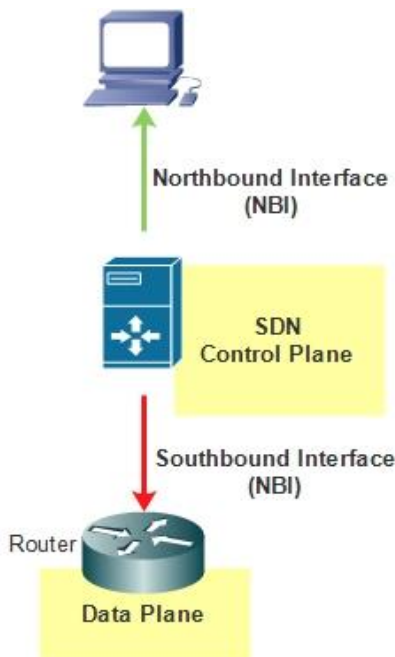 Northbound Interface
(NBI)
SDN
Control Plane
Southbound Interface
(NBI)
Router
Data Plane